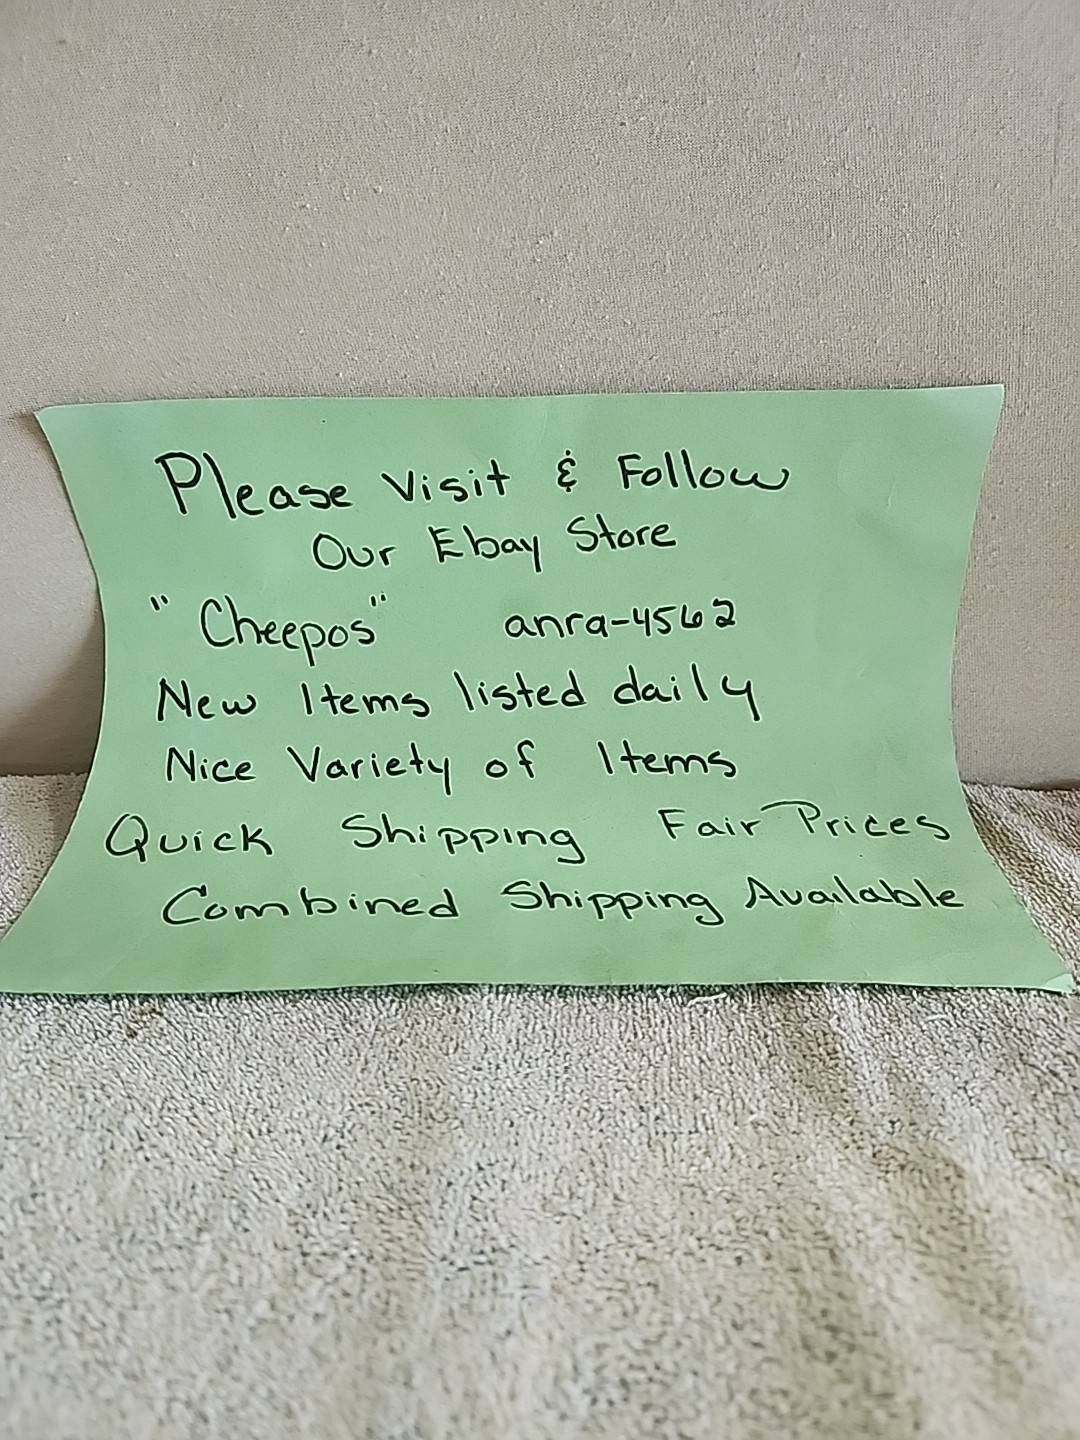 Please Visit & Follow
Our Ebay Store
"Cheepos" anra-4562
New Items listed daily
Nice Variety of Items
Quick Shipping Fair Prices
Combined Shipping Available